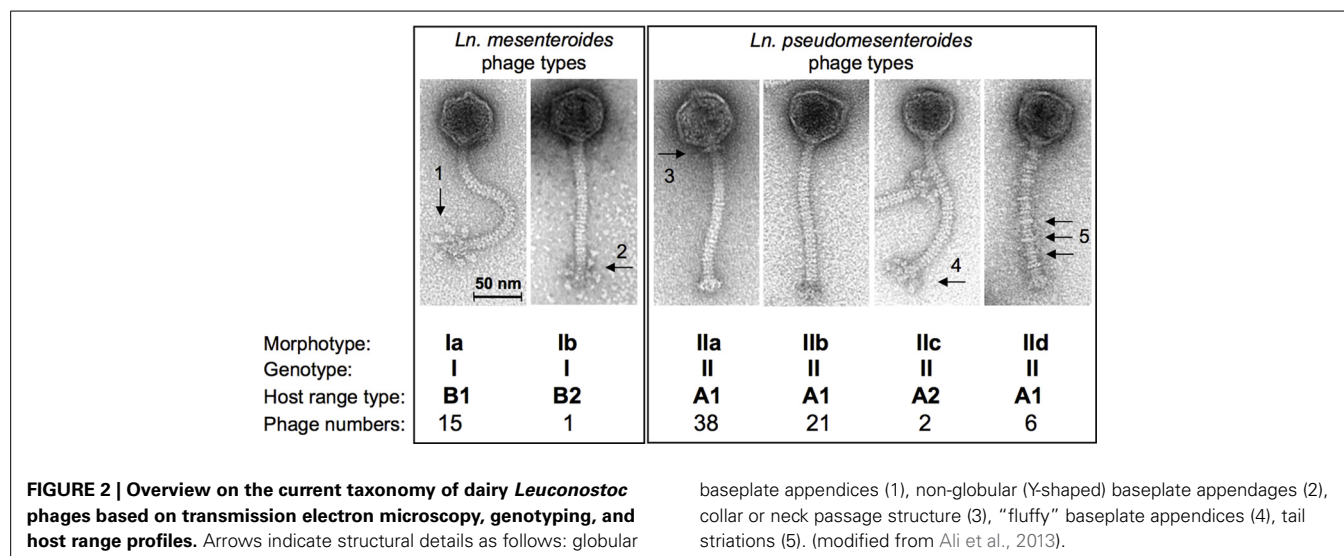 Ln. mesenteroides
phage types
Ln. pseudomesenteroides
phage types
1
50 nm
2
3
4
5
Morphotype: Ia Ib IIa IIb IIc IId
Genotype: I I II II II II
Host range type: B1 B2 A1 A1 A2 A1
Phage numbers: 15 1 38 21 2 6
FIGURE 2 | Overview on the current taxonomy of dairy Leuconostoc
phages based on transmission electron microscopy, genotyping, and
host range profiles. Arrows indicate structural details as follows: globular
baseplate appendices (1), non-globular (Y-shaped) baseplate appendages (2),
collar or neck passage structure (3), “fluffy” baseplate appendices (4), tail
striations (5). (modified from Ali et al., 2013).